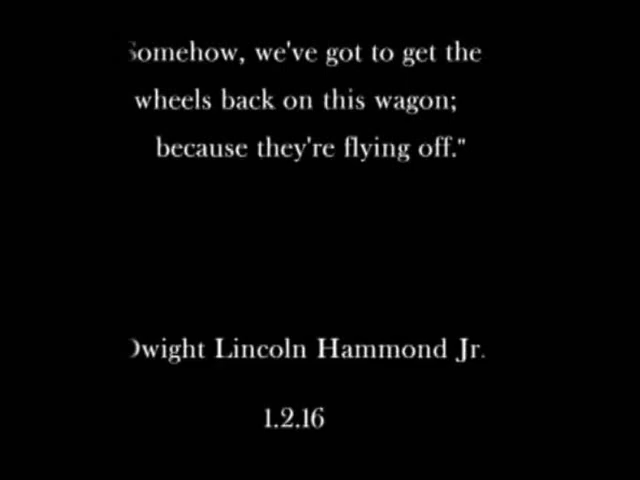 Somehow, we've got to get the
wheels back on this wagon;
because they're flying off."
Dwight Lincoln Hammond Jr.
1.2.16